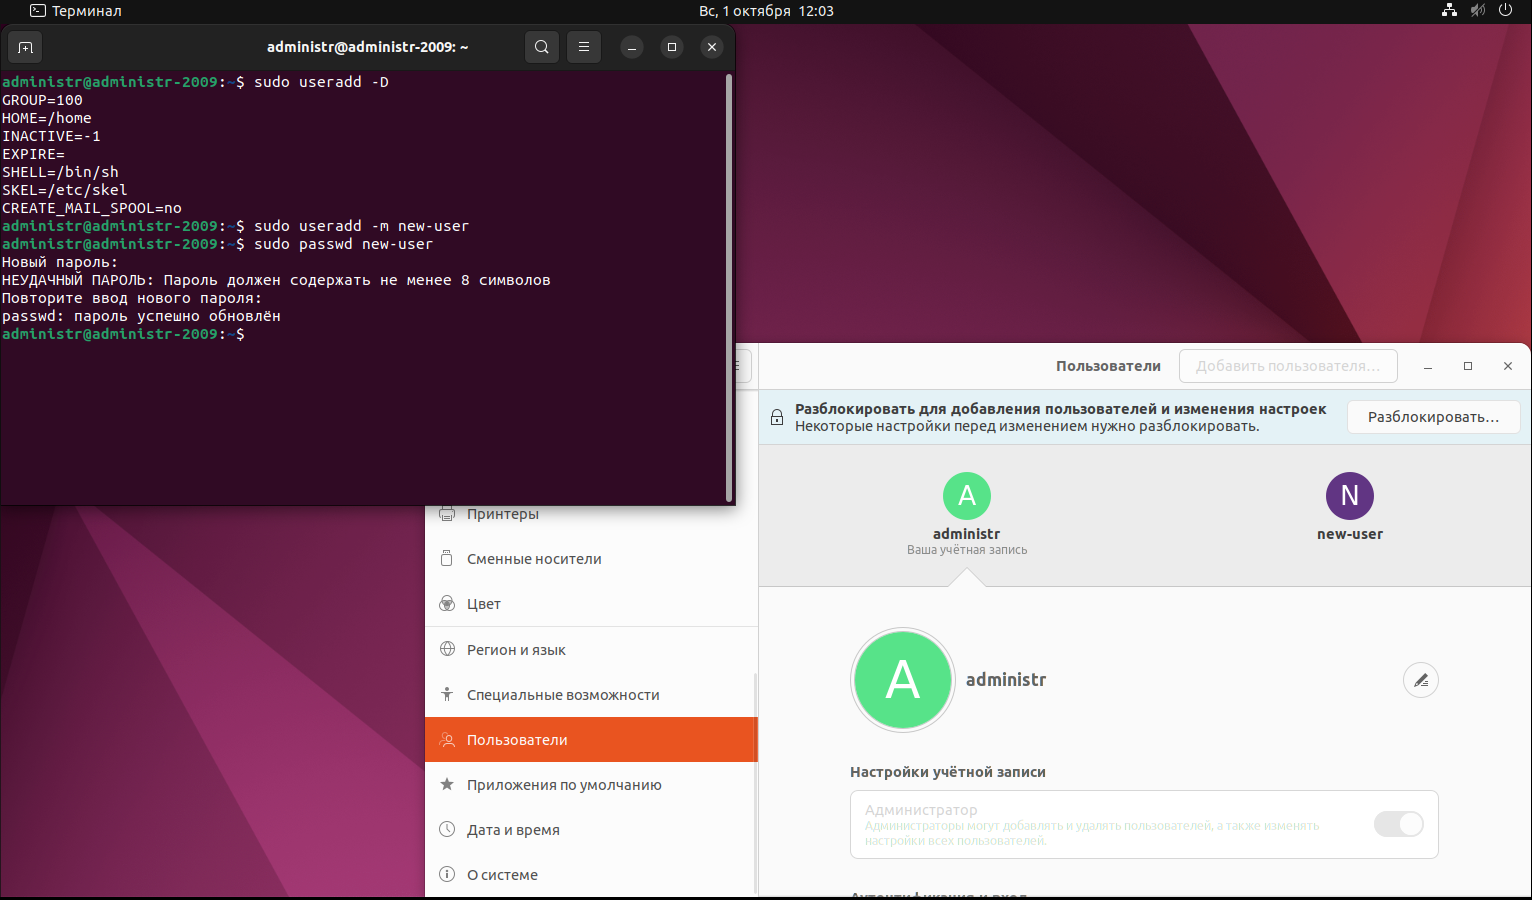 Терминал
Вс, 1 октября 12:03
administr@administr-2009: ~
administr@administr-2009:~$ sudo useradd -D
GROUP=100
HOME=/home
INACTIVE=-1
EXPIRE=
SHELL=/bin/sh
SKEL=/etc/skel
CREATE_MAIL_SPOOL=no
administr@administr-2009:~$ sudo useradd -m new-user
administr@administr-2009:~$ sudo passwd new-user
Новый пароль:
НЕУДАЧНЫЙ ПАРОЛЬ: Пароль должен содержать не менее 8 символов
Повторите ввод нового пароля:
passwd: пароль успешно обновлён
administr@administr-2009:~$
Пользователи
Добавить пользователя...
Разблокировать для добавления пользователей и изменения настроек
Некоторые настройки перед изменением нужно разблокировать.
Разблокировать...
A
administr
Ваша учётная запись
N
new-user
Принтеры
Сменные носители
Цвет
Регион и язык
Специальные возможности
Пользователи
Приложения по умолчанию
Дата и время
О системе
A
administr
Настройки учётной записи
Администратор
Администраторы могут добавлять и удалять пользователей, а также изменять
настройки всех пользователей.
Аутентификация и вход